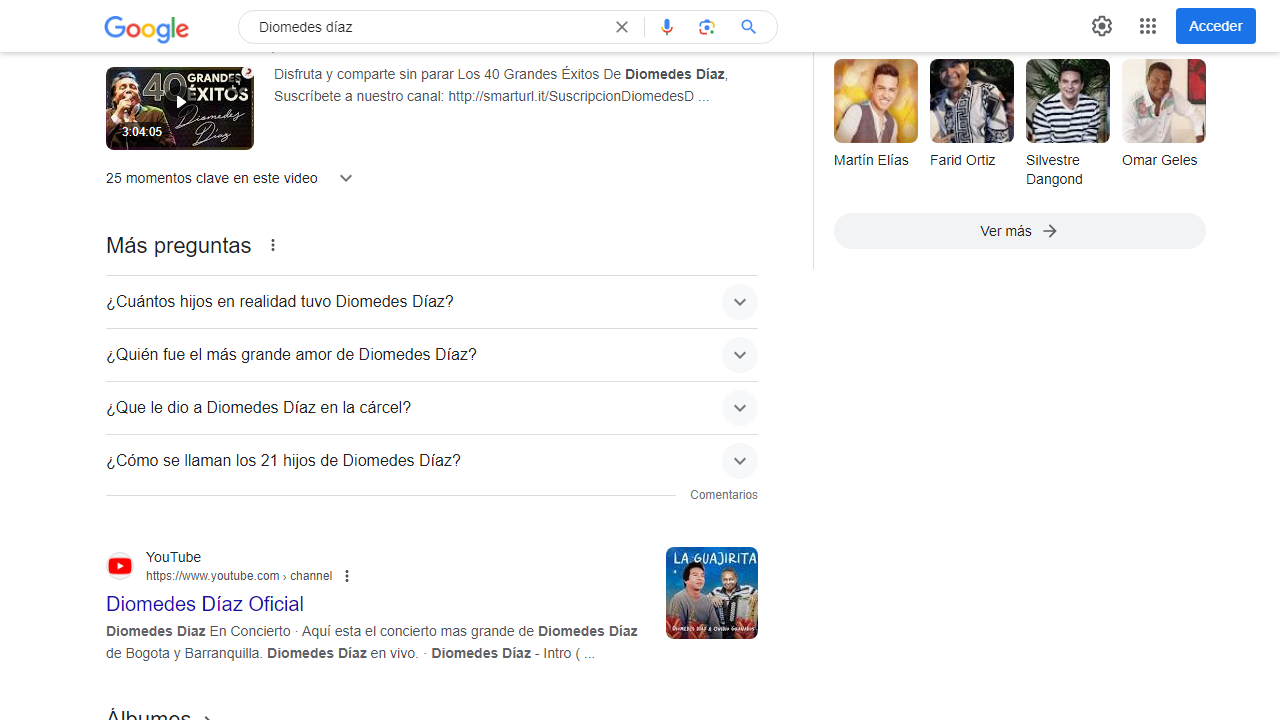 Google
Diomedes díaz
Acceder
40 GRANDES ÉXITOS
Diomedes Díaz
3:04:05
Disfruta y comparte sin parar Los 40 Grandes Éxitos De Diomedes Díaz,
Suscríbete a nuestro canal: http://smarturl.it/SuscripcionDiomedesD ...
25 momentos clave en este video
Más preguntas
¿Cuántos hijos en realidad tuvo Diomedes Díaz?
¿Quién fue el más grande amor de Diomedes Díaz?
¿Que le dio a Diomedes Díaz en la cárcel?
¿Cómo se llaman los 21 hijos de Diomedes Díaz?
Comentarios
YouTube
https://www.youtube.com › channel
Diomedes Díaz Oficial
Diomedes Diaz En Concierto · Aquí esta el concierto mas grande de Diomedes Díaz
de Bogota y Barranquilla. Diomedes Díaz en vivo. · Diomedes Díaz - Intro ( ...
LA GUAJIRITA
DIOMEDES DÍAZ & OVIDIO GRANADOS
Álbumes
Martín Elías
Farid Ortiz
Silvestre
Dangond
Omar Geles
Ver más